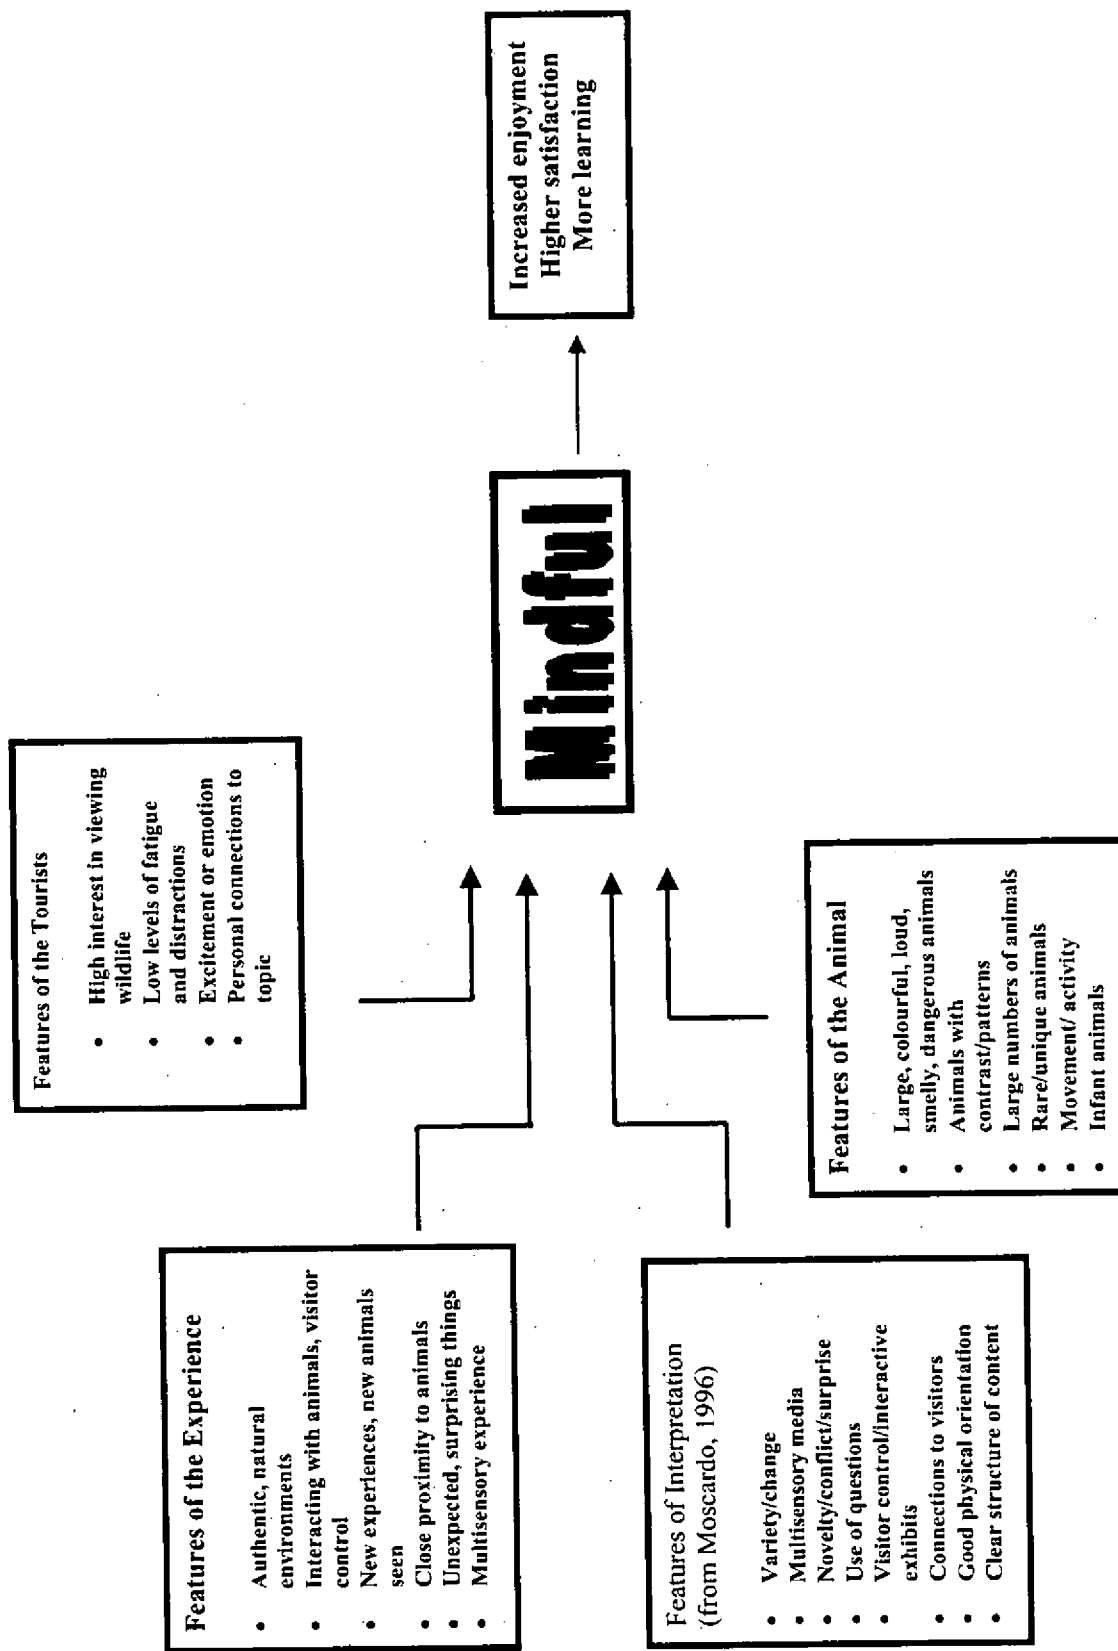 Features of the Tourists
• High interest in viewing
wildlife
• Low levels of fatigue
and distractions
• Excitement or emotion
• Personal connections to
topic
Features of the Experience
• Authentic, natural
environments
• Interacting with animals, visitor
control
• New experiences, new animals
seen
• Close proximity to animals
• Unexpected, surprising things
• Multisensory experience
Features of Interpretation
(from Moscardo, 1996)
• Variety/change
• Multisensory media
• Novelty/conflict/surprise
• Use of questions
• Visitor control/interactive
exhibits
• Connections to visitors
• Good physical orientation
• Clear structure of content
Features of the Animal
• Large, colourful, loud,
smelly, dangerous animals
• Animals with
contrast/patterns
• Large numbers of animals
• Rare/unique animals
• Movement/ activity
• Infant animals
Mindful
Increased enjoyment
Higher satisfaction
More learning